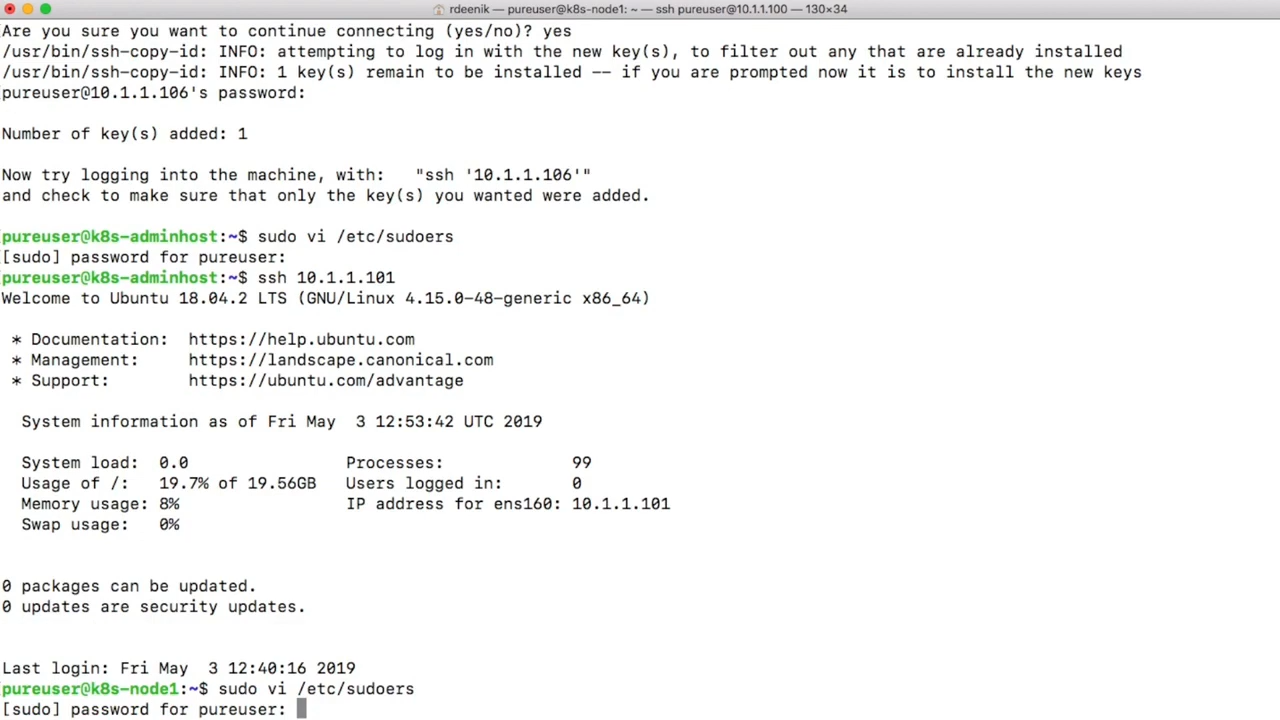 rdeenik — pureuser@k8s-node1: ~ — ssh pureuser@10.1.1.100 — 130×34
Are you sure you want to continue connecting (yes/no)? yes
/usr/bin/ssh-copy-id: INFO: attempting to log in with the new key(s), to filter out any that are already installed
/usr/bin/ssh-copy-id: INFO: 1 key(s) remain to be installed -- if you are prompted now it is to install the new keys
pureuser@10.1.1.106's password:
Number of key(s) added: 1
Now try logging into the machine, with:   "ssh '10.1.1.106'"
and check to make sure that only the key(s) you wanted were added.
pureuser@k8s-adminhost:~$ sudo vi /etc/sudoers
[sudo] password for pureuser:
pureuser@k8s-adminhost:~$ ssh 10.1.1.101
Welcome to Ubuntu 18.04.2 LTS (GNU/Linux 4.15.0-48-generic x86_64)
* Documentation:  https://help.ubuntu.com
* Management:     https://landscape.canonical.com
* Support:        https://ubuntu.com/advantage
System information as of Fri May  3 12:53:42 UTC 2019
System load:  0.0                Processes:             99
Usage of /:   19.7% of 19.56GB   Users logged in:       0
Memory usage: 8%                 IP address for ens160: 10.1.1.101
Swap usage:   0%
0 packages can be updated.
0 updates are security updates.
Last login: Fri May  3 12:40:16 2019
pureuser@k8s-node1:~$ sudo vi /etc/sudoers
[sudo] password for pureuser: